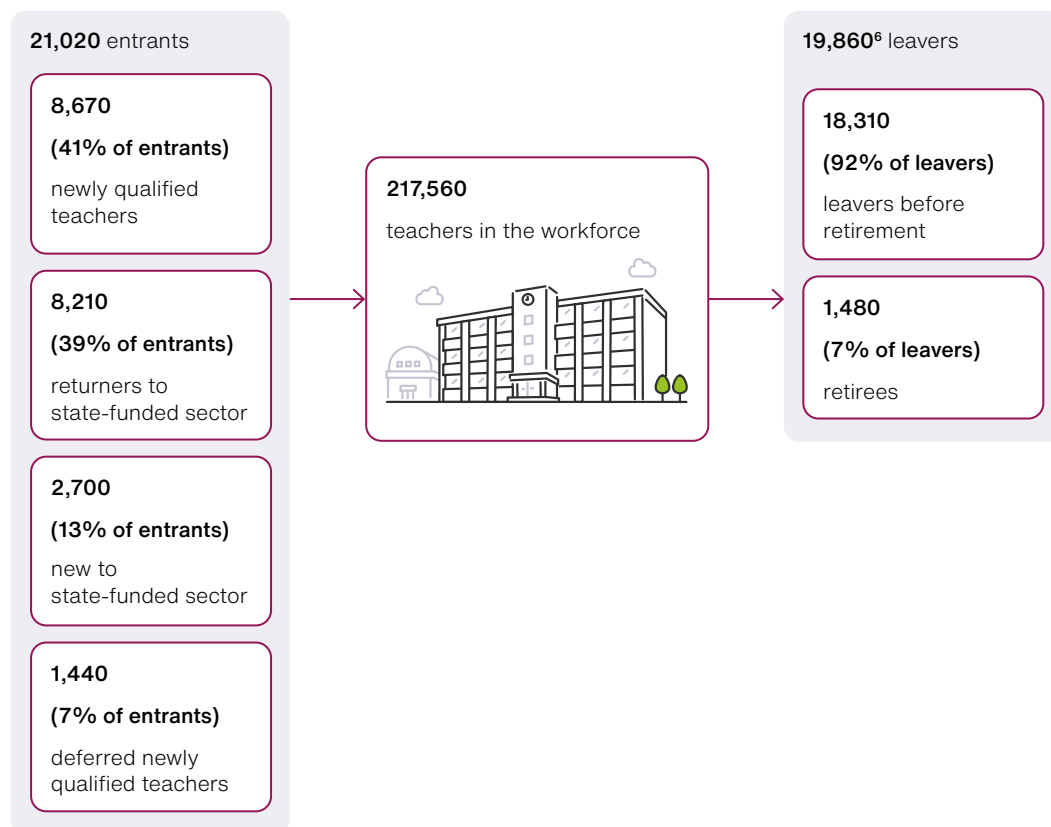 21,020 entrants
8,670
(41% of entrants)
newly qualified
teachers
8,210
(39% of entrants)
returners to
state-funded sector
2,700
(13% of entrants)
new to
state-funded sector
1,440
(7% of entrants)
deferred newly
qualified teachers
217,560
teachers in the workforce
19,860⁶ leavers
18,310
(92% of leavers)
leavers before
retirement
1,480
(7% of leavers)
retirees